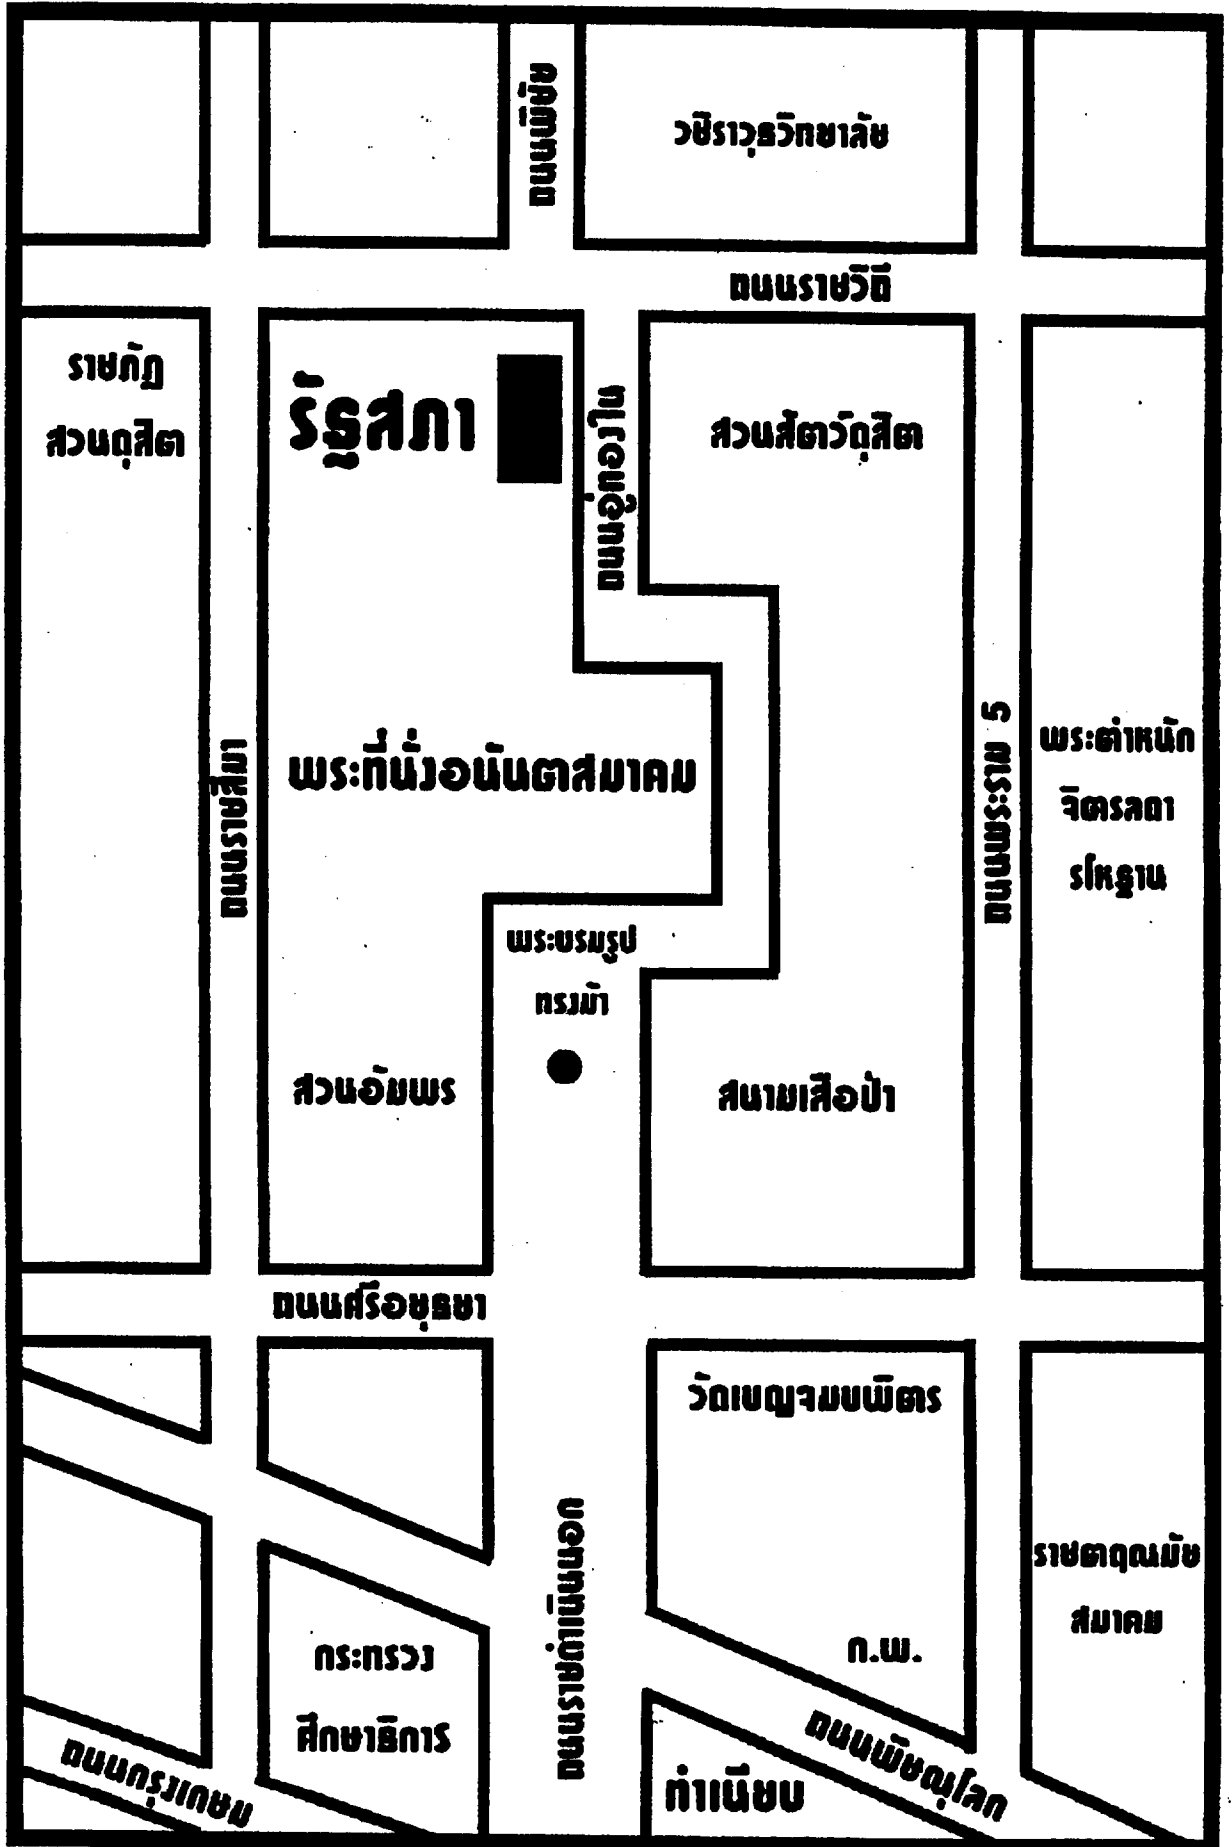 ถนนพิชัย
วชิราวุธวิทยาลัย
ถนนราชวิถี
ราชภัฏ
สวนดุสิต
รัฐสภา
ถนนอู่ทองใน
สวนสัตว์ดุสิต
ถนนราชสีมา
พระที่นั่งอนันตสมาคม
ถนนพระราม 5
พระตำหนัก
จิตรลดา
รโหฐาน
พระบรมรูป
ทรงม้า
สวนอัมพร
สนามเสือป่า
ถนนศรีอยุธยา
วัดเบญจมบพิตร
ถนนราชดำเนินนอก
ราชตฤณมัย
สมาคม
ก.พ.
กระทรวง
ศึกษาธิการ
ถนนกรุงเกษม
ทำเนียบ
ถนนพิษณุโลก